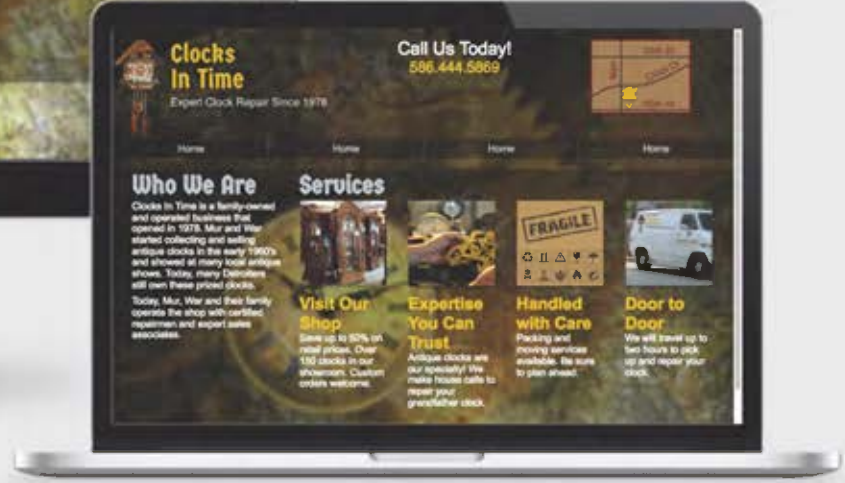 Clocks
In Time
Expert Clock Repair Since 1978
Call Us Today!
586.444.5869
Home
Home
Home
Home
Who We Are
Clocks In Time is a family-owned
and operated business that
opened in 1978. Mur and War
started collecting and selling
antique clocks in the early 1960's
and showed at many local antique
shows. Today, many Detroiters
still own these prized clocks.
Today, Mur, War and their family
operate the shop with certified
repairmen and expert sales
associates.
Services
Visit Our
Shop
Save up to 50% on
retail prices. Over
150 clocks in our
showroom. Custom
orders welcome.
Expertise
You Can
Trust
Antique clocks are
our specialty! We
make house calls to
repair your
grandfather clock.
FRAGILE
Handled
with Care
Packing and
moving services
available. Be sure
to plan ahead.
Door to
Door
We will travel up to
two hours to pick
up and repair your
clock.